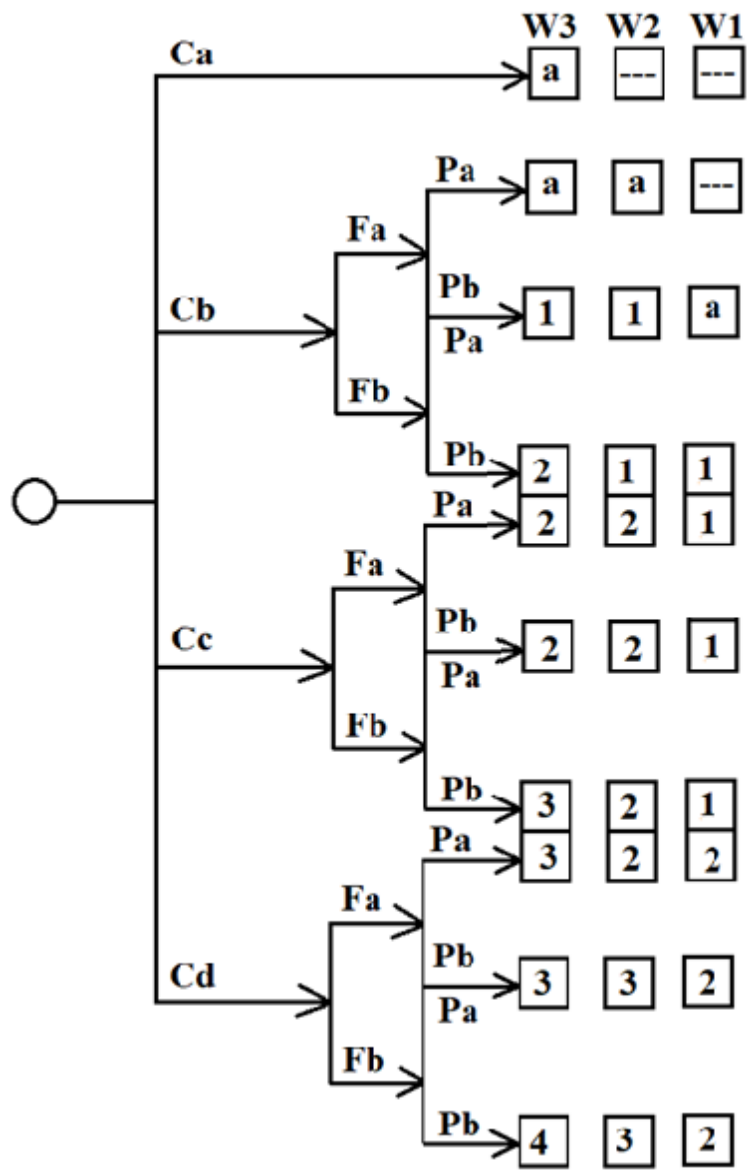 W3 W2 W1
Ca a --- ---
Pa a a ---
Fa
Pb 1 1 a
Cb
Pa
Fb
Pb 2 1 1
Pa 2 2 1
Fa
Pb
Cc 2 2 1
Pa
Fb
Pb 3 2 1
Pa 3 2 2
Fa
Pb
Cd 3 3 2
Pa
Fb
Pb 4 3 2